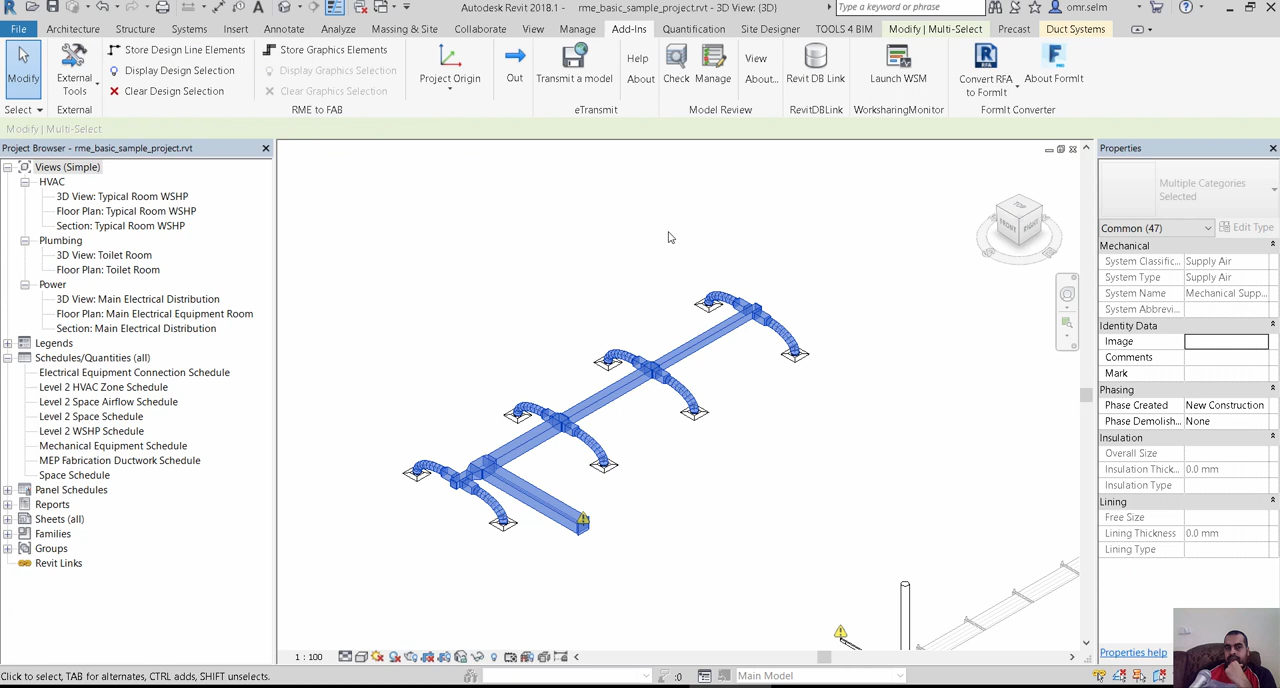 Autodesk Revit 2018.1 - rme_basic_sample_project.rvt - 3D View: {3D}
Type a keyword or phrase
omr.selm
File Architecture Structure Systems Insert Annotate Analyze Massing & Site Collaborate View Manage Add-Ins Quantification Site Designer TOOLS 4 BIM Modify | Multi-Select Precast Duct Systems
Modify
External
Tools
Store Design Line Elements
Display Design Selection
Clear Design Selection
Store Graphics Elements
Display Graphics Selection
Clear Graphics Selection
Project Origin
Out
Transmit a model
Help
About
Check
Manage
View
About...
Revit DB Link
Launch WSM
Convert RFA
to FormIt
About FormIt
Select
External
RME to FAB
eTransmit
Model Review
RevitDBLink
WorksharingMonitor
FormIt Converter
Modify | Multi-Select
Project Browser - rme_basic_sample_project.rvt
Views (Simple)
HVAC
3D View: Typical Room WSHP
Floor Plan: Typical Room WSHP
Section: Typical Room WSHP
Plumbing
3D View: Toilet Room
Floor Plan: Toilet Room
Power
3D View: Main Electrical Distribution
Floor Plan: Main Electrical Equipment Room
Section: Main Electrical Distribution
Legends
Schedules/Quantities (all)
Electrical Equipment Connection Schedule
Level 2 HVAC Zone Schedule
Level 2 Space Airflow Schedule
Level 2 Space Schedule
Level 2 WSHP Schedule
Mechanical Equipment Schedule
MEP Fabrication Ductwork Schedule
Space Schedule
Panel Schedules
Reports
Sheets (all)
Families
Groups
Revit Links
TOP
FRONT
RIGHT
Properties
Multiple Categories
Selected
Common (47)
Edit Type
Mechanical
System Classific... Supply Air
System Type Supply Air
System Name Mechanical Supp...
System Abbrevi...
Identity Data
Image
Comments
Mark
Phasing
Phase Created New Construction
Phase Demolish... None
Insulation
Overall Size
Insulation Thick... 0.0 mm
Insulation Type
Lining
Free Size
Lining Thickness 0.0 mm
Lining Type
Properties help
1 : 100
Click to select, TAB for alternates, CTRL adds, SHIFT unselects.
:0
Main Model